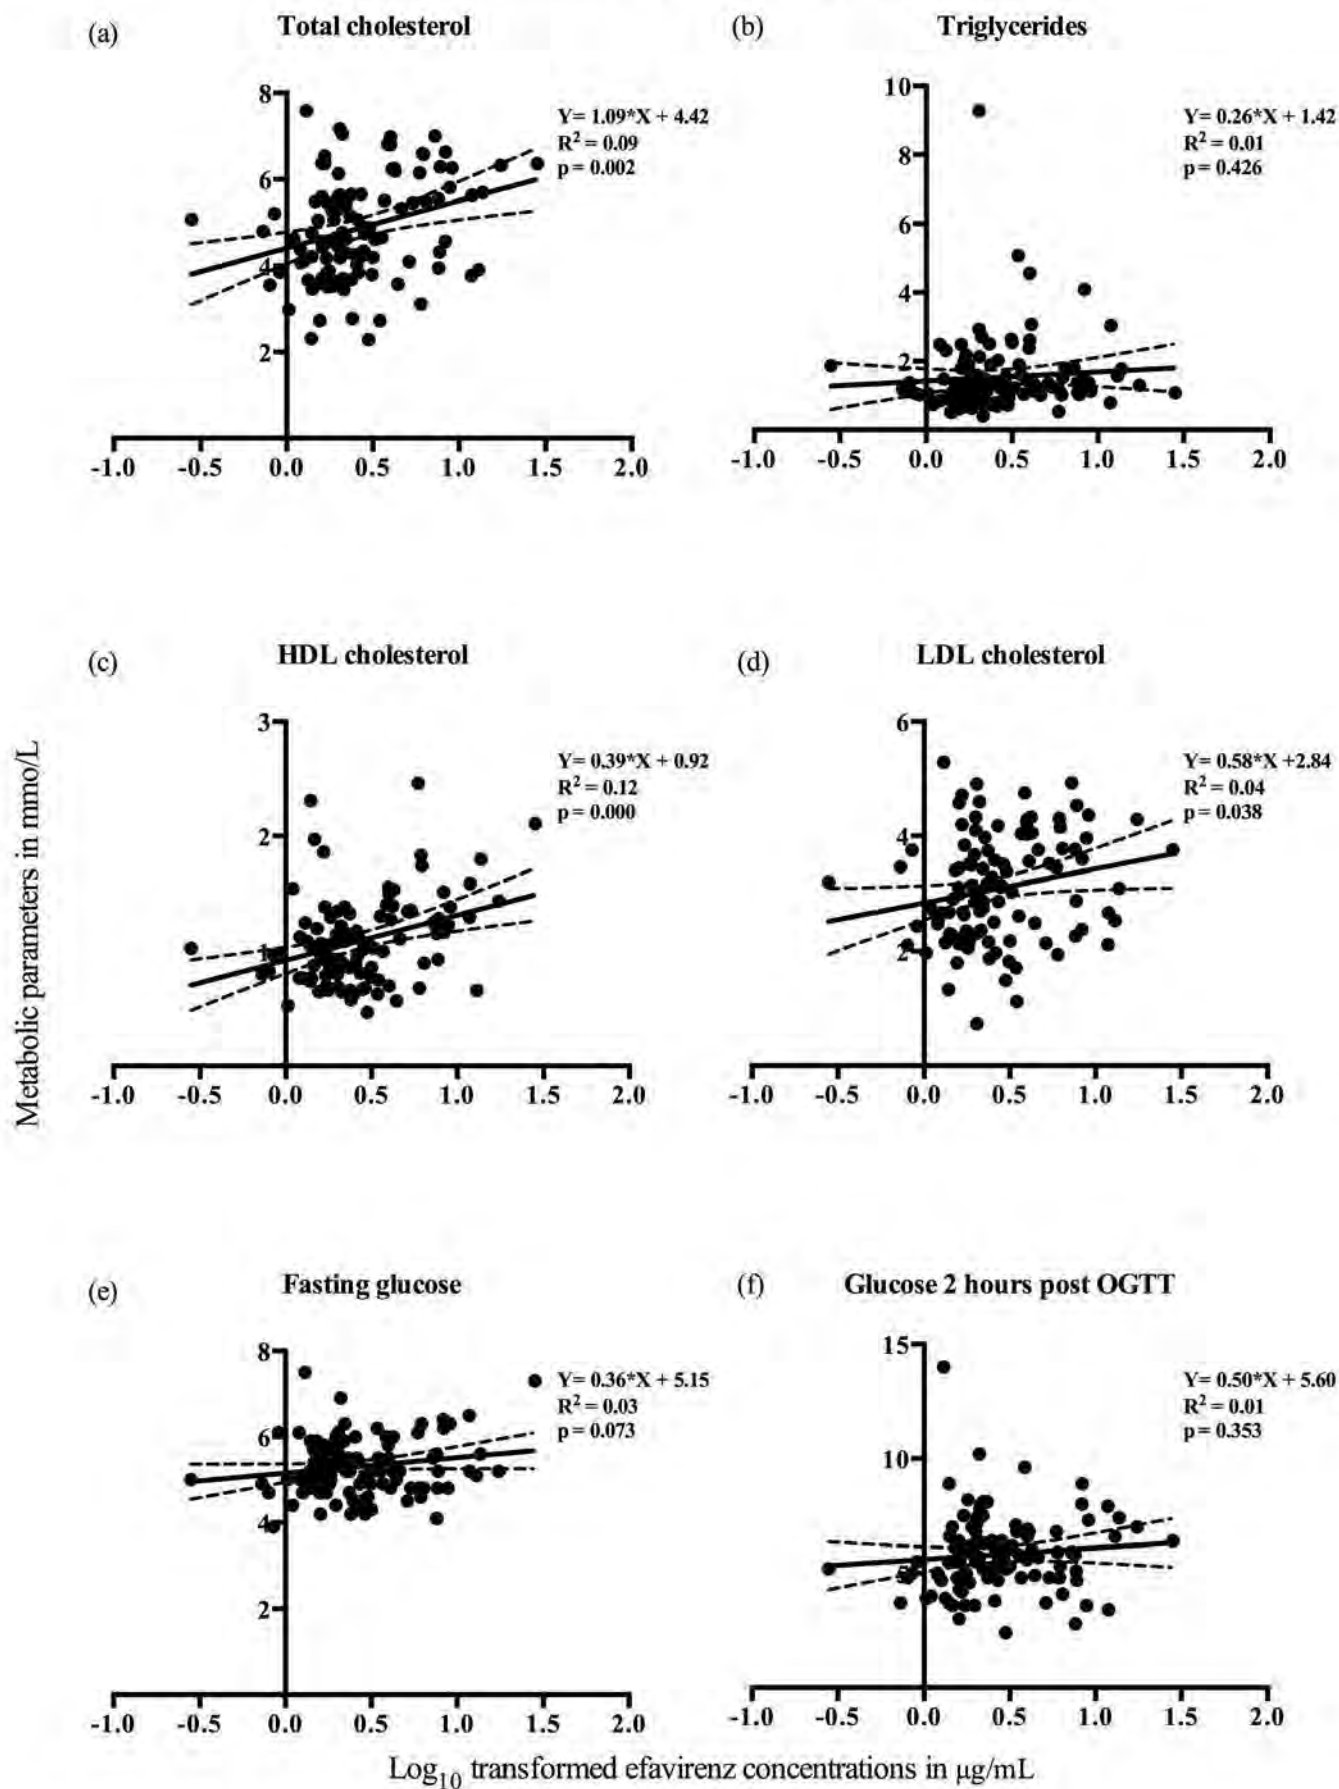 (a) Total cholesterol
8
6
4
2
-1.0 -0.5 0.0 0.5 1.0 1.5 2.0
Y= 1.09*X + 4.42
R² = 0.09
p = 0.002
(b) Triglycerides
10
8
6
4
2
-1.0 -0.5 0.0 0.5 1.0 1.5 2.0
Y= 0.26*X + 1.42
R² = 0.01
p = 0.426
Metabolic parameters in mmo/L
(c) HDL cholesterol
3
2
1
-1.0 -0.5 0.0 0.5 1.0 1.5 2.0
Y= 0.39*X + 0.92
R² = 0.12
p = 0.000
(d) LDL cholesterol
6
4
2
-1.0 -0.5 0.0 0.5 1.0 1.5 2.0
Y= 0.58*X +2.84
R² = 0.04
p = 0.038
(e) Fasting glucose
8
6
4
2
-1.0 -0.5 0.0 0.5 1.0 1.5 2.0
Y= 0.36*X + 5.15
R² = 0.03
p = 0.073
(f) Glucose 2 hours post OGTT
15
10
5
-1.0 -0.5 0.0 0.5 1.0 1.5 2.0
Y= 0.50*X + 5.60
R² = 0.01
p = 0.353
Log₁₀ transformed efavirenz concentrations in µg/mL